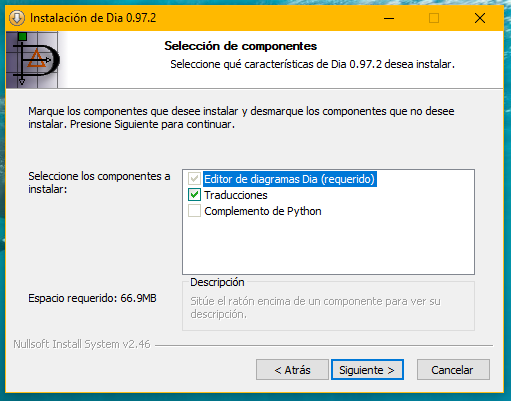 Instalación de Dia 0.97.2
Selección de componentes
Seleccione qué características de Dia 0.97.2 desea instalar.
Marque los componentes que desee instalar y desmarque los componentes que no desee
instalar. Presione Siguiente para continuar.
Seleccione los componentes a
instalar:
Editor de diagramas Dia (requerido)
Traducciones
Complemento de Python
Espacio requerido: 66.9MB
Descripción
Sitúe el ratón encima de un componente para ver su
descripción.
Nullsoft Install System v2.46
< Atrás
Siguiente >
Cancelar